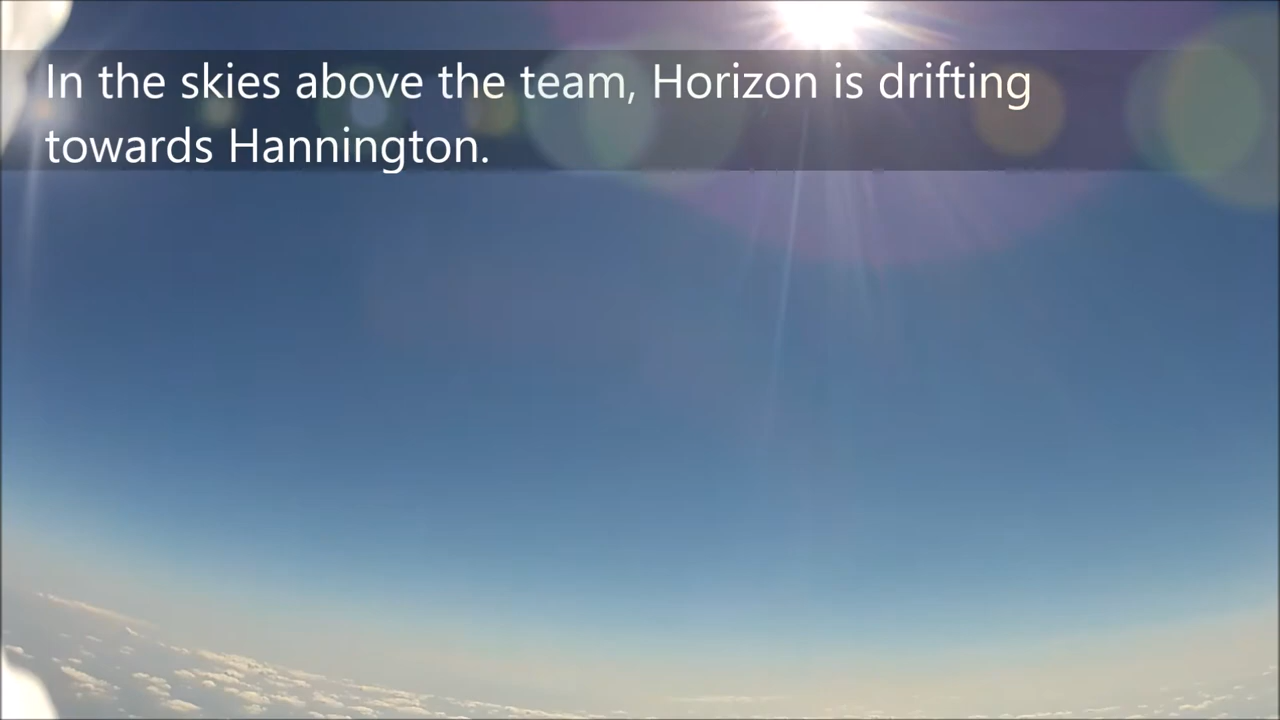 In the skies above the team, Horizon is drifting
towards Hannington.